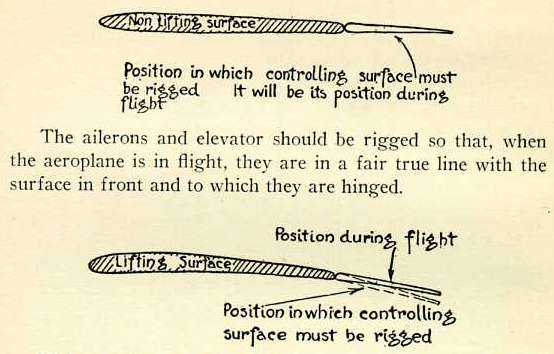 Non lifting surface
Position in which controlling surface must
be rigged It will be its position during
flight
The ailerons and elevator should be rigged so that, when
the aeroplane is in flight, they are in a fair true line with the
surface in front and to which they are hinged.
Position during flight
Lifting Surface
Position in which controlling
surface must be rigged